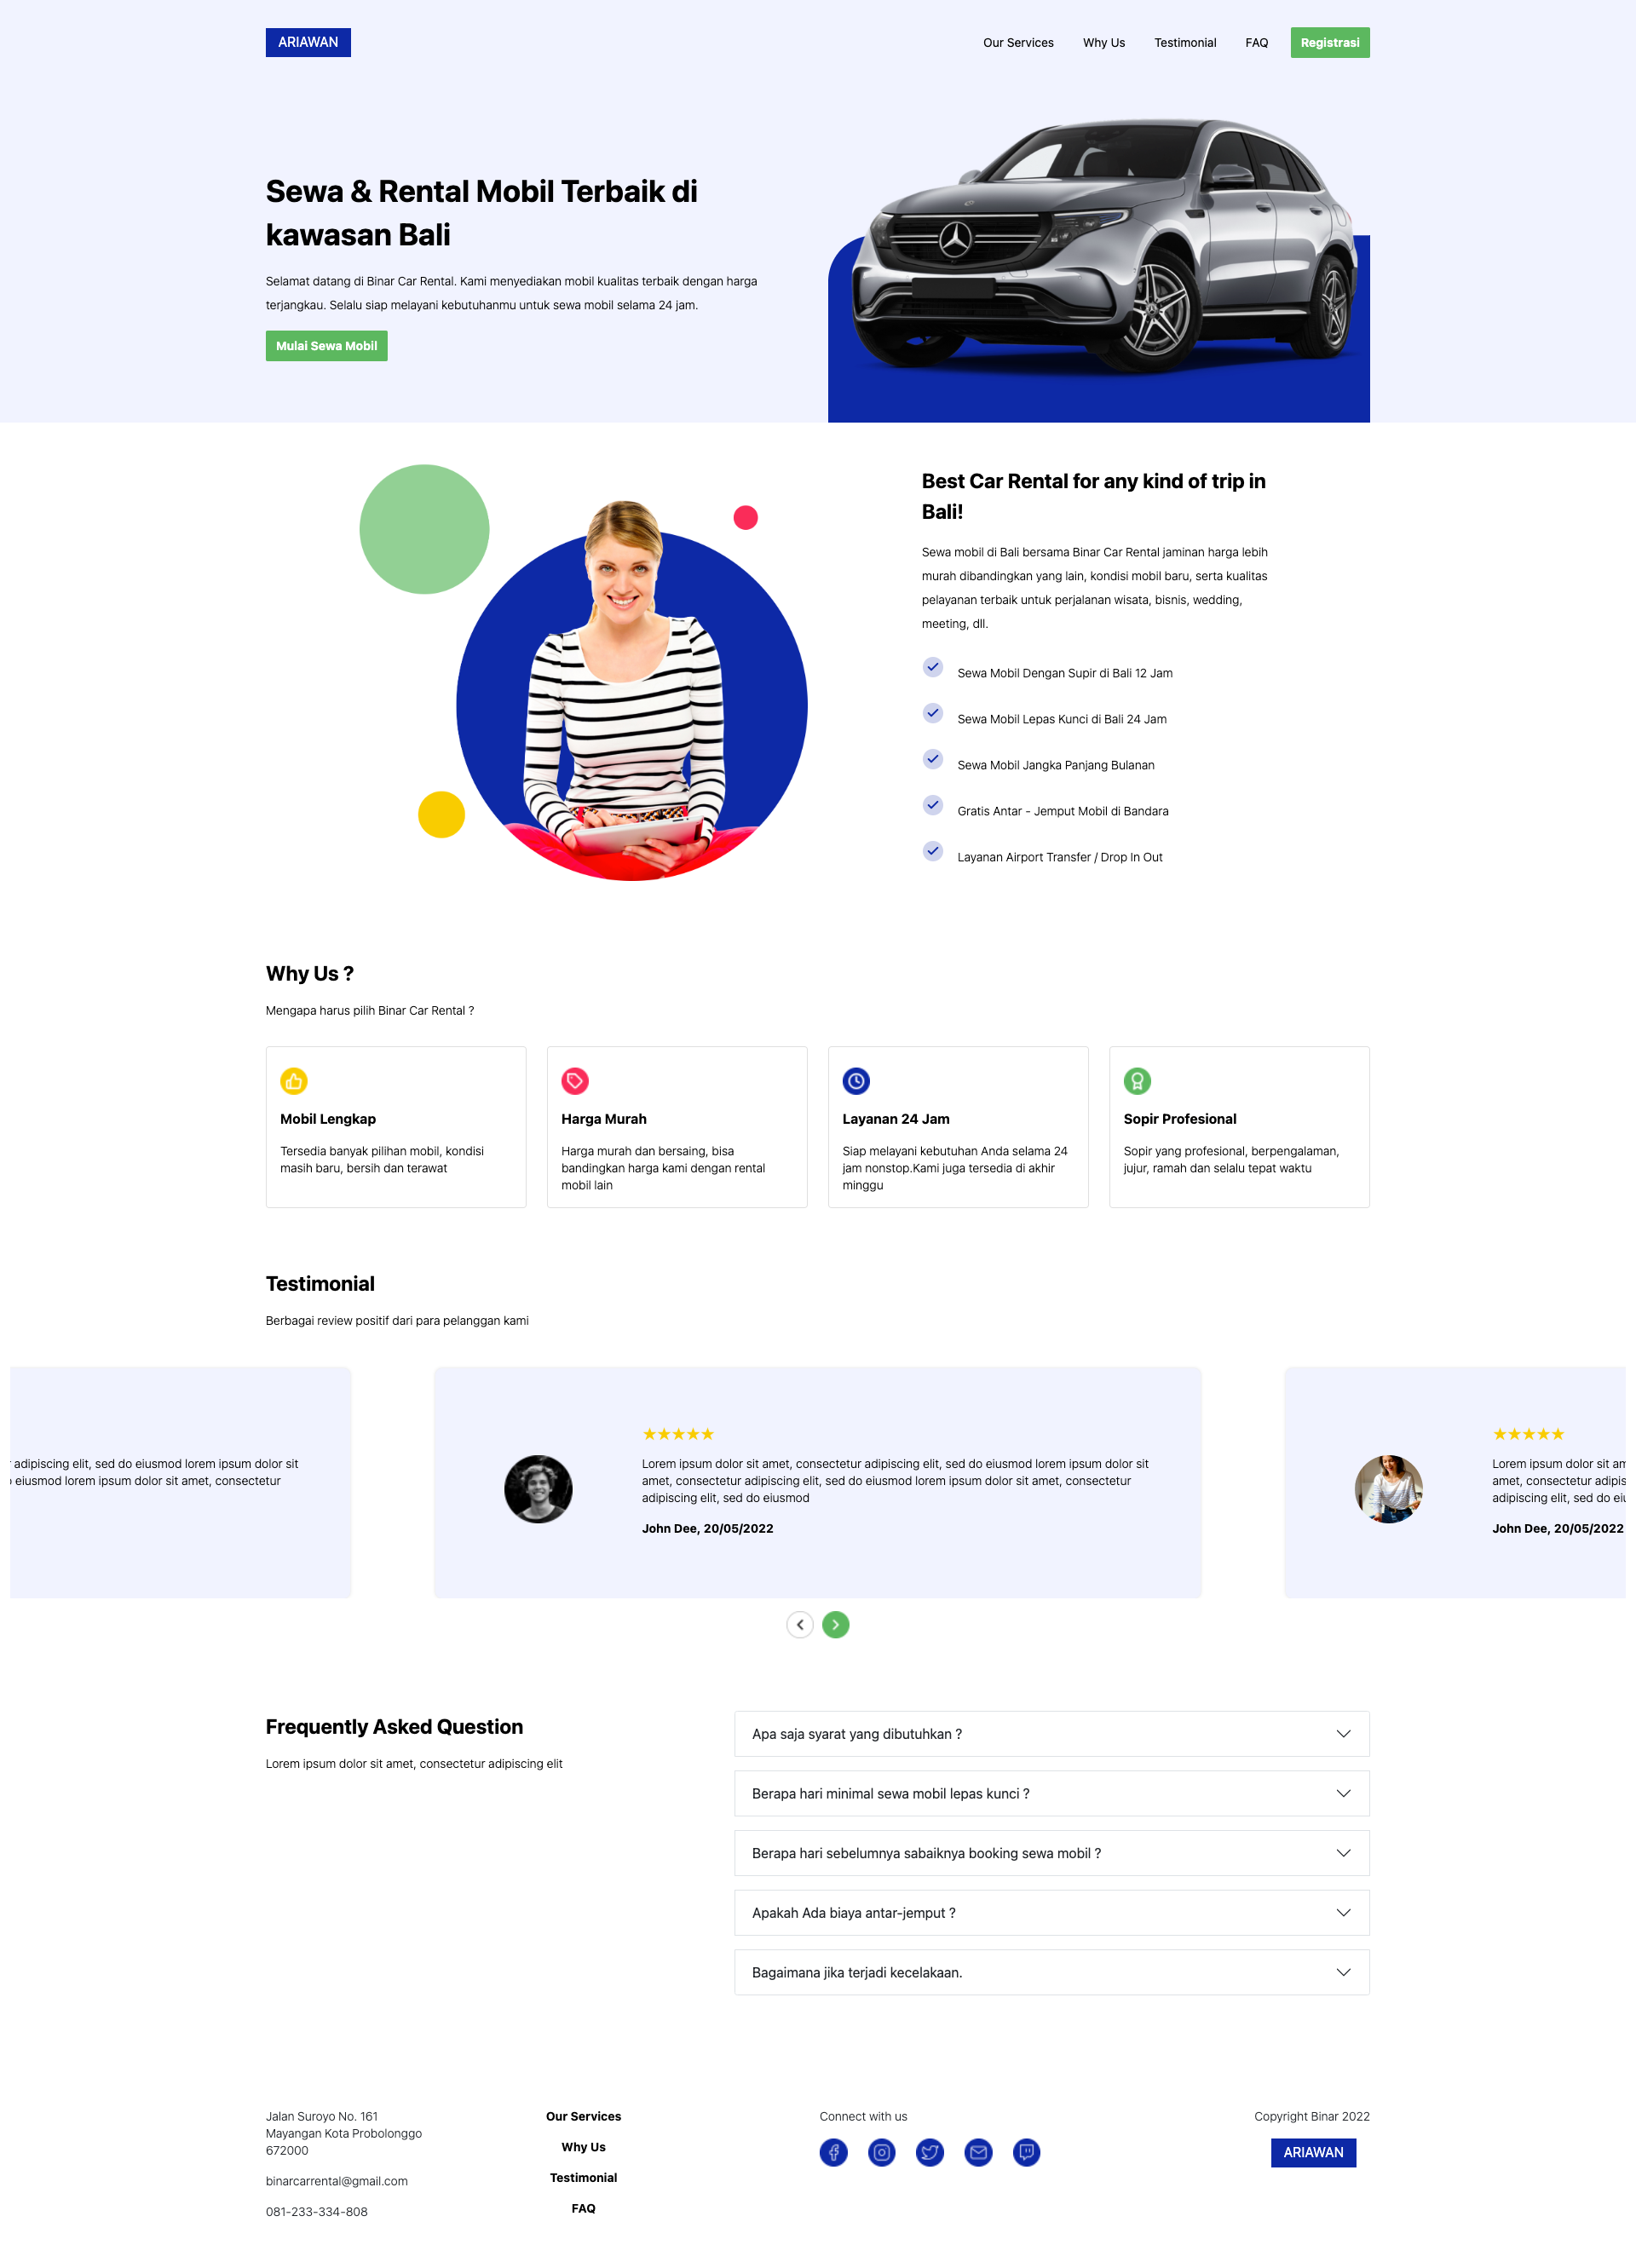 ARIAWAN
Our Services
Why Us
Testimonial
FAQ
Registrasi
Sewa & Rental Mobil Terbaik di
kawasan Bali
Selamat datang di Binar Car Rental. Kami menyediakan mobil kualitas terbaik dengan harga
terjangkau. Selalu siap melayani kebutuhanmu untuk sewa mobil selama 24 jam.
Mulai Sewa Mobil
Best Car Rental for any kind of trip in
Bali!
Sewa mobil di Bali bersama Binar Car Rental jaminan harga lebih
murah dibandingkan yang lain, kondisi mobil baru, serta kualitas
pelayanan terbaik untuk perjalanan wisata, bisnis, wedding,
meeting, dll.
Sewa Mobil Dengan Supir di Bali 12 Jam
Sewa Mobil Lepas Kunci di Bali 24 Jam
Sewa Mobil Jangka Panjang Bulanan
Gratis Antar - Jemput Mobil di Bandara
Layanan Airport Transfer / Drop In Out
Why Us ?
Mengapa harus pilih Binar Car Rental ?
Mobil Lengkap
Tersedia banyak pilihan mobil, kondisi
masih baru, bersih dan terawat
Harga Murah
Harga murah dan bersaing, bisa
bandingkan harga kami dengan rental
mobil lain
Layanan 24 Jam
Siap melayani kebutuhan Anda selama 24
jam nonstop.Kami juga tersedia di akhir
minggu
Sopir Profesional
Sopir yang profesional, berpengalaman,
jujur, ramah dan selalu tepat waktu
Testimonial
Berbagai review positif dari para pelanggan kami
adipiscing elit, sed do eiusmod lorem ipsum dolor sit
eiusmod lorem ipsum dolor sit amet, consectetur
Lorem ipsum dolor sit amet, consectetur adipiscing elit, sed do eiusmod lorem ipsum dolor sit
amet, consectetur adipiscing elit, sed do eiusmod lorem ipsum dolor sit amet, consectetur
adipiscing elit, sed do eiusmod
John Dee, 20/05/2022
Lorem ipsum dolor sit
amet, consectetur
adipiscing elit, sed do
John Dee, 20/05/2022
Frequently Asked Question
Lorem ipsum dolor sit amet, consectetur adipiscing elit
Apa saja syarat yang dibutuhkan ?
Berapa hari minimal sewa mobil lepas kunci ?
Berapa hari sebelumnya sabaiknya booking sewa mobil ?
Apakah Ada biaya antar-jemput ?
Bagaimana jika terjadi kecelakaan.
Jalan Suroyo No. 161
Mayangan Kota Probolonggo
672000
binarcarrental@gmail.com
081-233-334-808
Our Services
Why Us
Testimonial
FAQ
Connect with us
Copyright Binar 2022
ARIAWAN